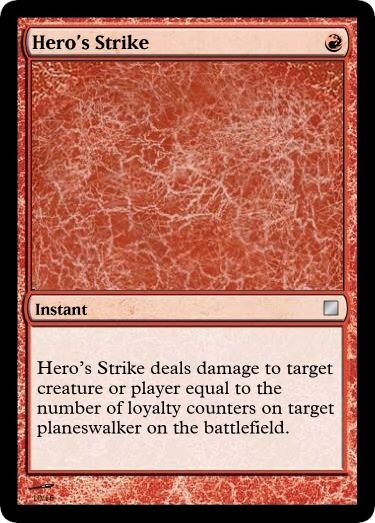 Hero's Strike
Instant
Hero's Strike deals damage to target
creature or player equal to the
number of loyalty counters on target
planeswalker on the battlefield.